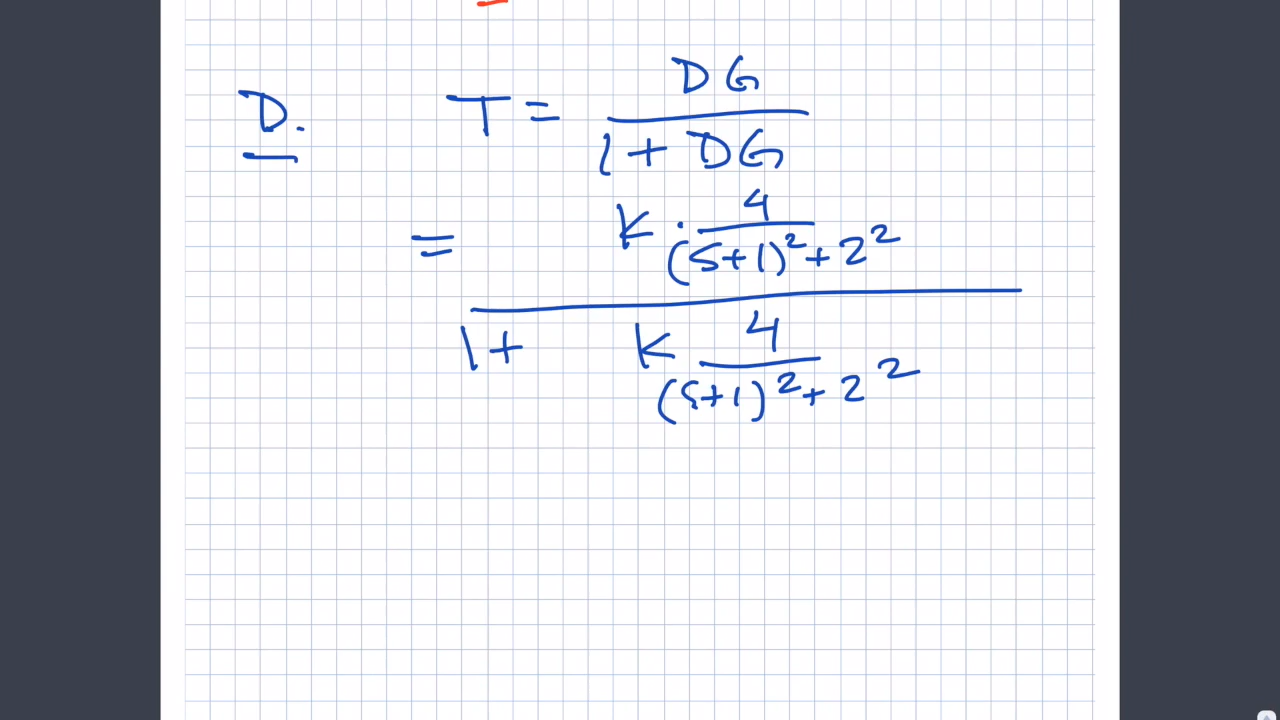 D. T = DG
1 + DG
= K · 4
(s+1)² + 2²
1 + K 4
(s+1)² + 2²